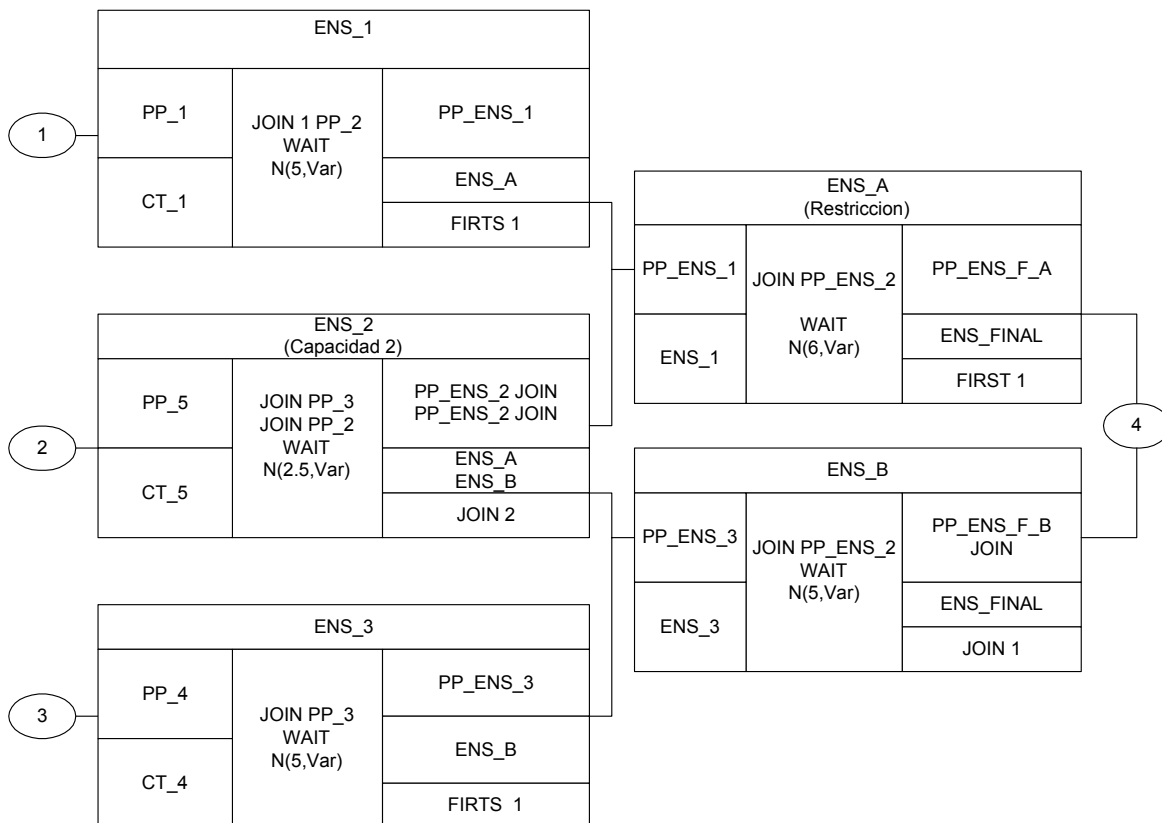 ENS_1
1
PP_1
CT_1
JOIN 1 PP_2
WAIT
N(5,Var)
PP_ENS_1
ENS_A
FIRTS 1
ENS_2
(Capacidad 2)
2
PP_5
CT_5
JOIN PP_3
JOIN PP_2
WAIT
N(2.5,Var)
PP_ENS_2 JOIN
PP_ENS_2 JOIN
ENS_A
ENS_B
JOIN 2
ENS_3
3
PP_4
CT_4
JOIN PP_3
WAIT
N(5,Var)
PP_ENS_3
ENS_B
FIRTS 1
ENS_A
(Restriccion)
PP_ENS_1
ENS_1
JOIN PP_ENS_2
WAIT
N(6,Var)
PP_ENS_F_A
ENS_FINAL
FIRST 1
4
ENS_B
PP_ENS_3
ENS_3
JOIN PP_ENS_2
WAIT
N(5,Var)
PP_ENS_F_B
JOIN
ENS_FINAL
JOIN 1